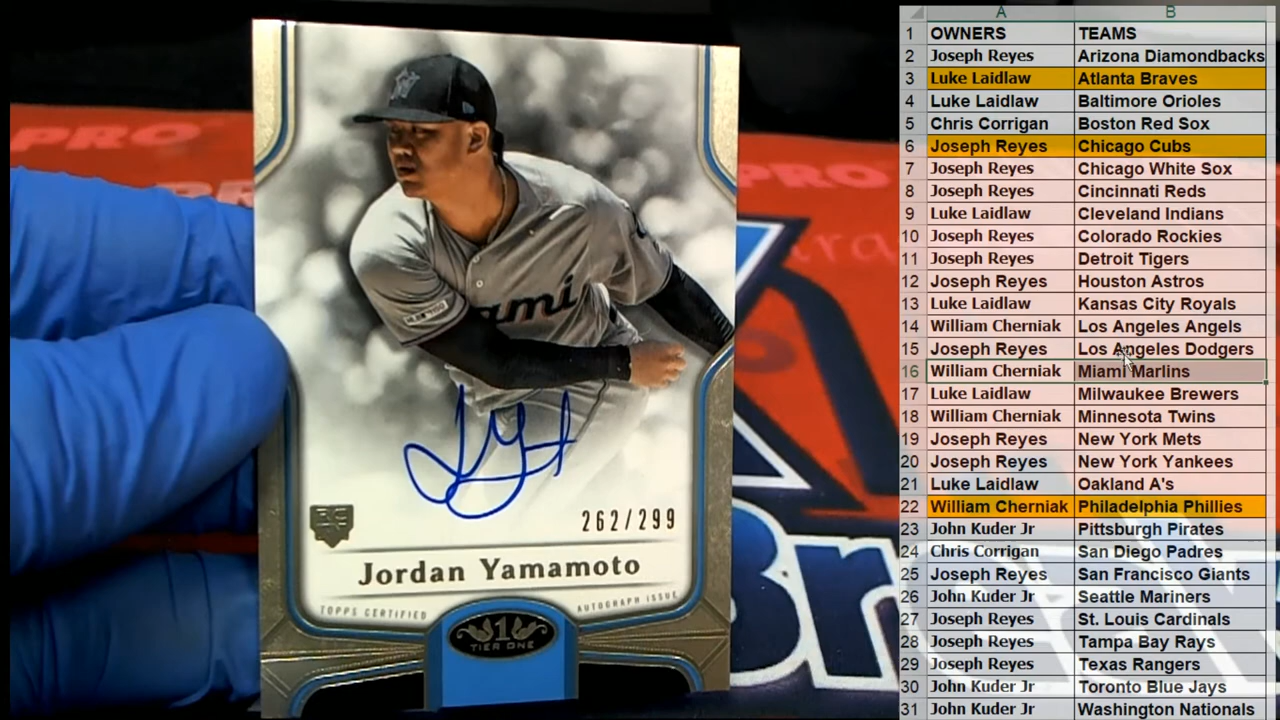 PRO
PRO
ami
262/299
RC
Jordan Yamamoto
TOPPS CERTIFIED
AUTOGRAPH ISSUE
1
TIER ONE
Br
A B
1 OWNERS TEAMS
2 Joseph Reyes Arizona Diamondbacks
3 Luke Laidlaw Atlanta Braves
4 Luke Laidlaw Baltimore Orioles
5 Chris Corrigan Boston Red Sox
6 Joseph Reyes Chicago Cubs
7 Joseph Reyes Chicago White Sox
8 Joseph Reyes Cincinnati Reds
9 Luke Laidlaw Cleveland Indians
10 Joseph Reyes Colorado Rockies
11 Joseph Reyes Detroit Tigers
12 Joseph Reyes Houston Astros
13 Luke Laidlaw Kansas City Royals
14 William Cherniak Los Angeles Angels
15 Joseph Reyes Los Angeles Dodgers
16 William Cherniak Miami Marlins
17 Luke Laidlaw Milwaukee Brewers
18 William Cherniak Minnesota Twins
19 Joseph Reyes New York Mets
20 Joseph Reyes New York Yankees
21 Luke Laidlaw Oakland A's
22 William Cherniak Philadelphia Phillies
23 John Kuder Jr Pittsburgh Pirates
24 Chris Corrigan San Diego Padres
25 Joseph Reyes San Francisco Giants
26 John Kuder Jr Seattle Mariners
27 Joseph Reyes St. Louis Cardinals
28 Joseph Reyes Tampa Bay Rays
29 Joseph Reyes Texas Rangers
30 John Kuder Jr Toronto Blue Jays
31 John Kuder Jr Washington Nationals